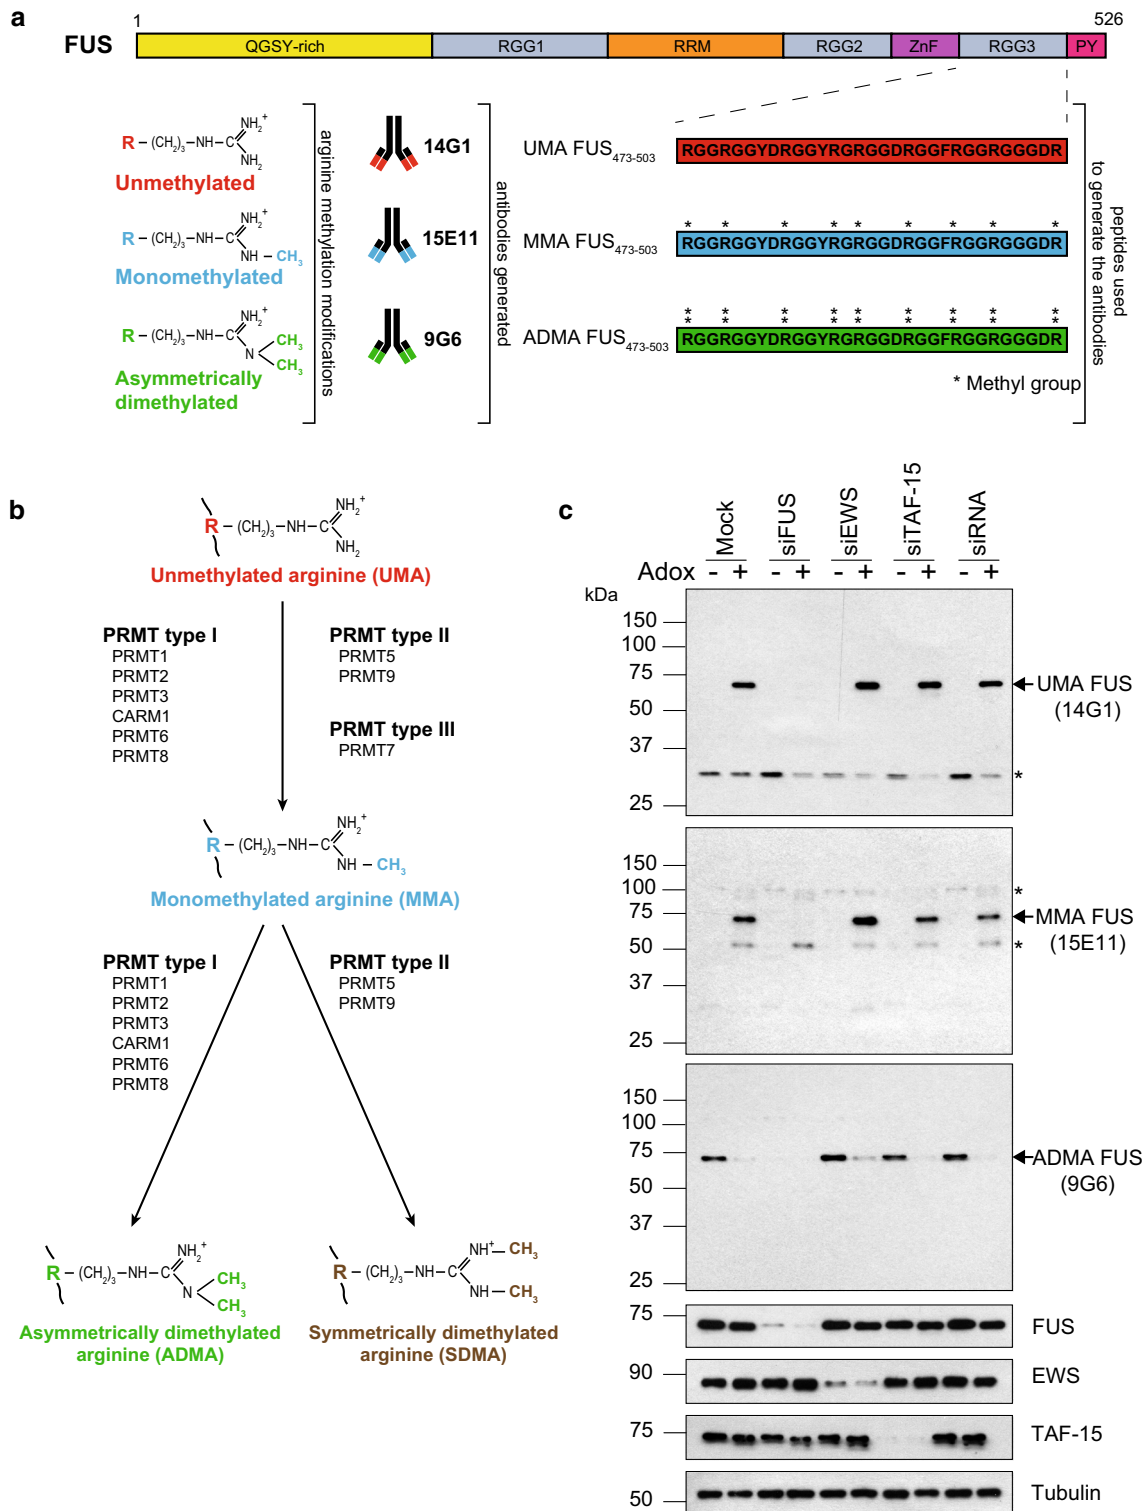 a
1
526
FUS
QGSY-rich
RGG1
RRM
RGG2
ZnF
RGG3
PY
R – (CH2)3 – NH – C NH2+ NH2
Unmethylated
R – (CH2)3 – NH – C NH2+ NH – CH3
Monomethylated
R – (CH2)3 – NH – C NH2+ N CH3 CH3
Asymmetrically
dimethylated
arginine methylation modifications
14G1
15E11
9G6
antibodies generated
UMA FUS473-503
RGGRGGYDRGGYRGRGGDRGGFRGGRGGGDR
MMA FUS473-503
* * * * * * * * *
RGGRGGYDRGGYRGRGGDRGGFRGGRGGGDR
ADMA FUS473-503
* * * * * * * * *
* * * * * * * * *
RGGRGGYDRGGYRGRGGDRGGFRGGRGGGDR
* Methyl group
peptides used
to generate the antibodies
b
R – (CH2)3 – NH – C NH2+ NH2
Unmethylated arginine (UMA)
PRMT type I
PRMT1
PRMT2
PRMT3
CARM1
PRMT6
PRMT8
PRMT type II
PRMT5
PRMT9
PRMT type III
PRMT7
R – (CH2)3 – NH – C NH2+ NH – CH3
Monomethylated arginine (MMA)
PRMT type I
PRMT1
PRMT2
PRMT3
CARM1
PRMT6
PRMT8
PRMT type II
PRMT5
PRMT9
R – (CH2)3 – NH – C NH2+ N CH3 CH3
Asymmetrically dimethylated
arginine (ADMA)
R – (CH2)3 – NH – C NH+ – CH3 NH – CH3
Symmetrically dimethylated
arginine (SDMA)
c
Mock
siFUS
siEWS
siTAF-15
siRNA
Adox - + - + - + - + - +
kDa
150
100
75
50
37
25
UMA FUS
(14G1)
*
150
100
75
50
37
25
*
MMA FUS
(15E11)
*
150
100
75
50
37
25
ADMA FUS
(9G6)
75
FUS
90
EWS
75
TAF-15
50
Tubulin